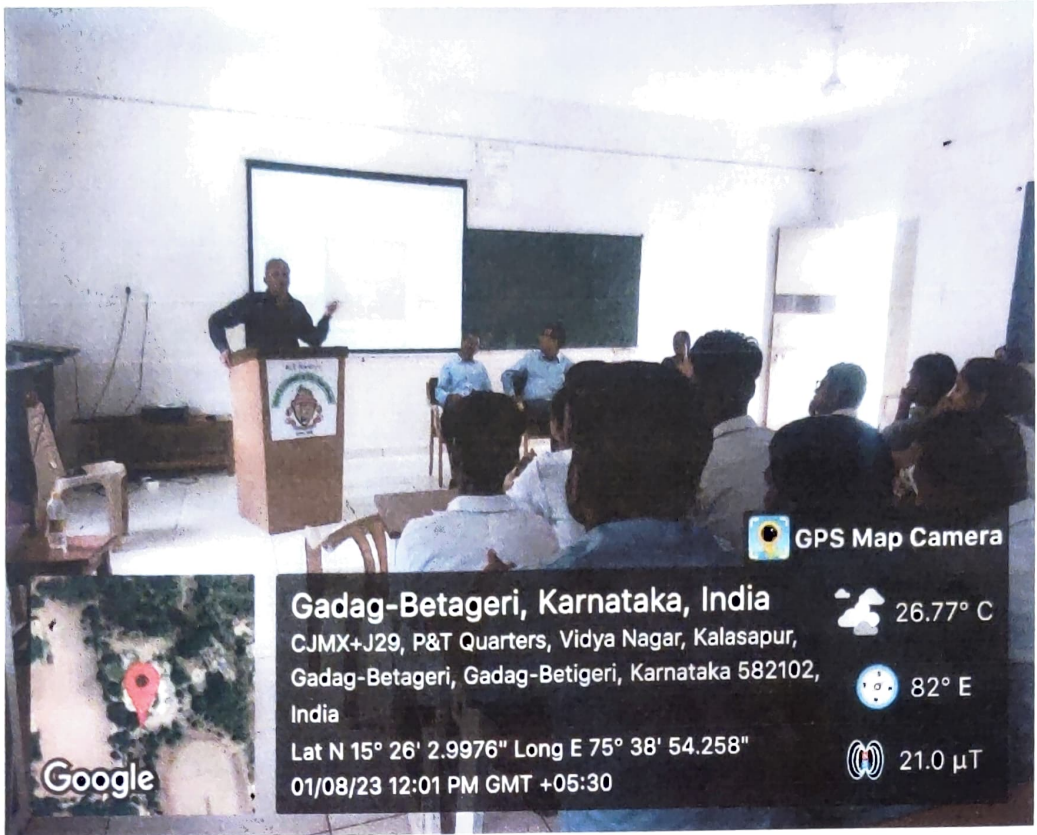 GPS Map Camera
Gadag-Betageri, Karnataka, India
CJMX+J29, P&T Quarters, Vidya Nagar, Kalasapur,
Gadag-Betageri, Gadag-Betigeri, Karnataka 582102,
India
Lat N 15° 26' 2.9976" Long E 75° 38' 54.258"
01/08/23 12:01 PM GMT +05:30
26.77° C
82° E
21.0 µT
Google